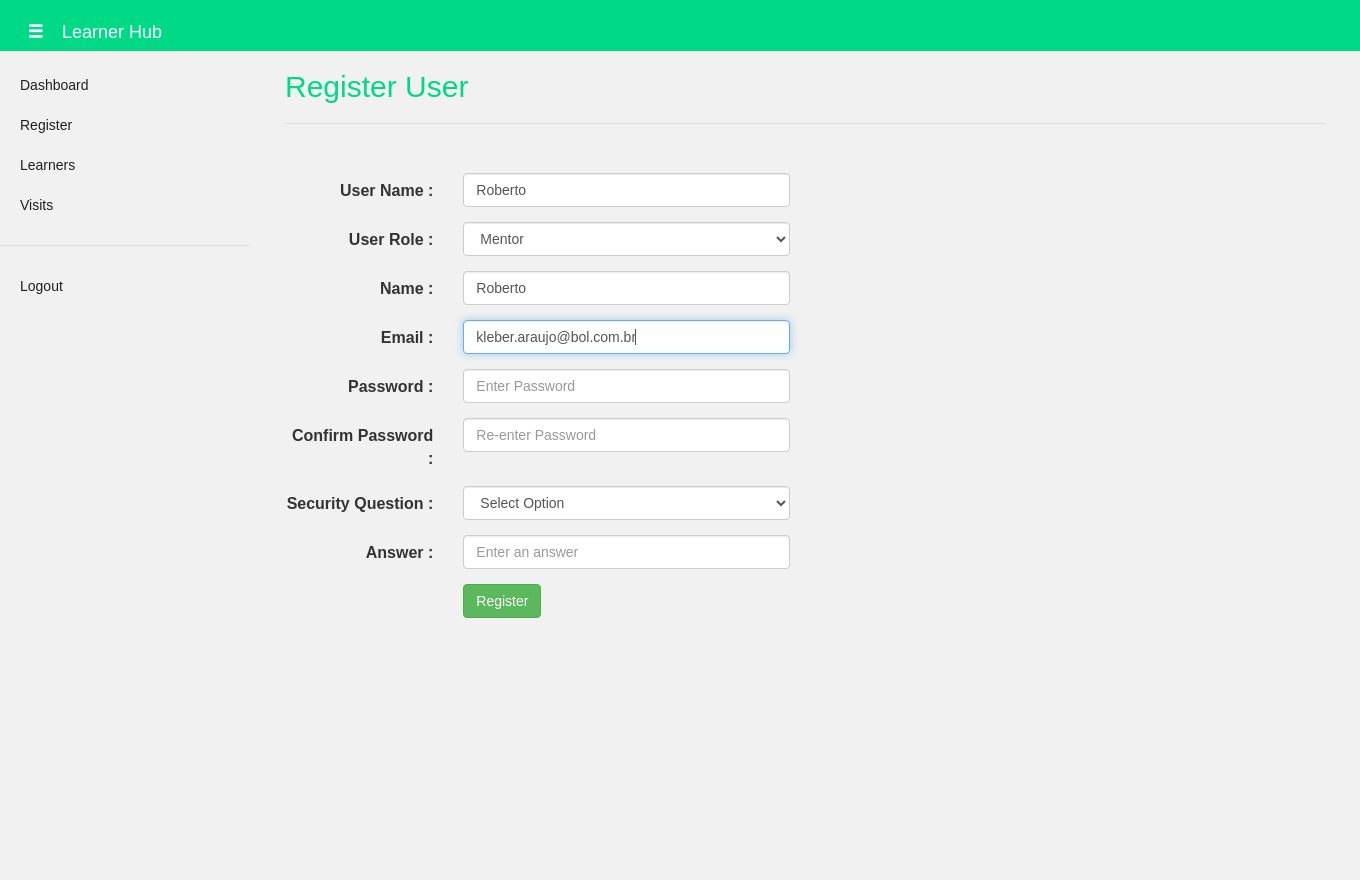 Learner Hub
Dashboard
Register
Learners
Visits
Logout
Register User
User Name : Roberto
User Role : Mentor
Name : Roberto
Email : kleber.araujo@bol.com.br
Password : Enter Password
Confirm Password : Re-enter Password
Security Question : Select Option
Answer : Enter an answer
Register